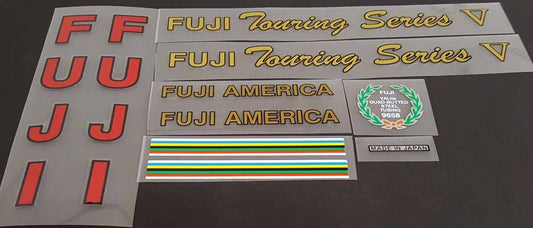 F F
U U
J J
I I
FUJI Touring Series V
FUJI Touring Series V
FUJI AMERICA
FUJI AMERICA
FUJI
VALite
QUAD-BUTTED
STEEL
TUBING
9658
MADE IN JAPAN